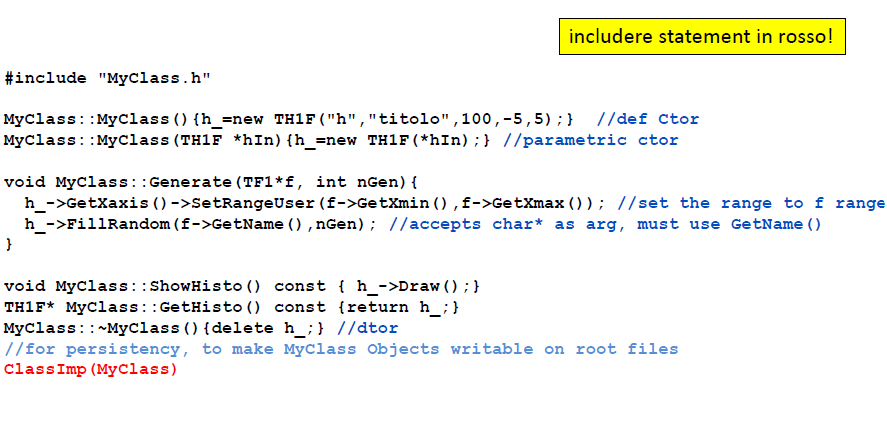 includere statement in rosso!
#include "MyClass.h"
MyClass::MyClass(){h_=new TH1F("h","titolo",100,-5,5);}  //def Ctor
MyClass::MyClass(TH1F *hIn){h_=new TH1F(*hIn);} //parametric ctor
void MyClass::Generate(TF1*f, int nGen){
  h_->GetXaxis()->SetRangeUser(f->GetXmin(),f->GetXmax()); //set the range to f range
  h_->FillRandom(f->GetName(),nGen); //accepts char* as arg, must use GetName()
}
void MyClass::ShowHisto() const { h_->Draw();}
TH1F* MyClass::GetHisto() const {return h_;}
MyClass::~MyClass(){delete h_;} //dtor
//for persistency, to make MyClass Objects writable on root files
ClassImp(MyClass)